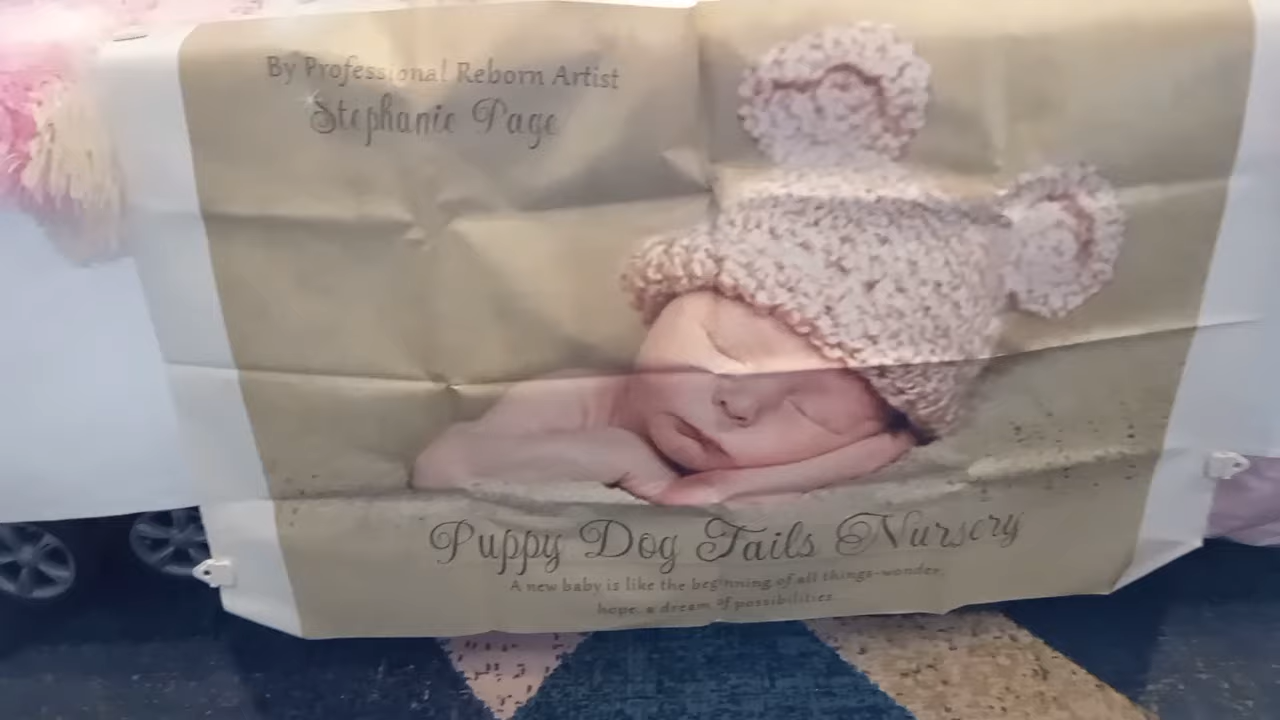 By Professional Reborn Artist
Stephanie Page
Puppy Dog Tails Nursery
A new baby is like the beginning of all things-wonder,
hope, a dream of possibilities